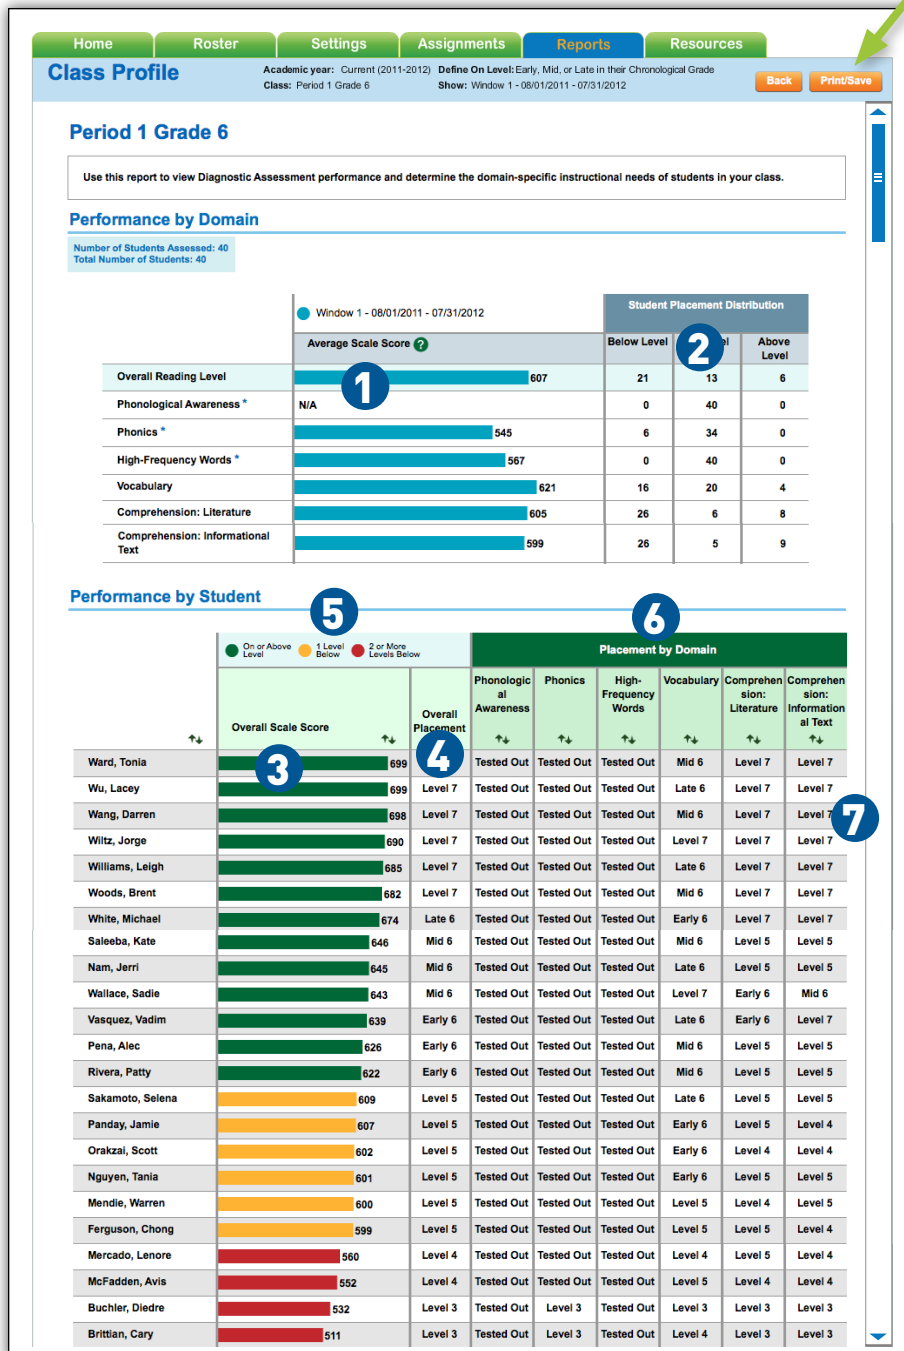 Home Roster Settings Assignments Reports Resources
Class Profile
Academic year: Current (2011-2012) Define On Level: Early, Mid, or Late in their Chronological Grade
Class: Period 1 Grade 6 Show: Window 1 - 08/01/2011 - 07/31/2012
Back Print/Save
Period 1 Grade 6
Use this report to view Diagnostic Assessment performance and determine the domain-specific instructional needs of students in your class.
Performance by Domain
Number of Students Assessed: 40
Total Number of Students: 40
Window 1 - 08/01/2011 - 07/31/2012
Student Placement Distribution
Average Scale Score ?
Below Level
2
Above
Level
Overall Reading Level 1 607 21 13 6
Phonological Awareness * N/A 0 40 0
Phonics * 545 6 34 0
High-Frequency Words * 567 0 40 0
Vocabulary 621 16 20 4
Comprehension: Literature 605 26 6 8
Comprehension: Informational
Text 599 26 5 9
Performance by Student
5
6
On or Above
Level
1 Level
Below
2 or More
Levels Below
Placement by Domain
Overall Scale Score
Overall
Placement
Phonologic
al
Awareness
Phonics
High-
Frequency
Words
Vocabulary
Comprehen
sion:
Literature
Comprehen
sion:
Information
al Text
Ward, Tonia 3 699 4 Tested Out Tested Out Tested Out Mid 6 Level 7 Level 7
Wu, Lacey 699 Level 7 Tested Out Tested Out Tested Out Late 6 Level 7 Level 7
Wang, Darren 698 Level 7 Tested Out Tested Out Tested Out Mid 6 Level 7 Level 7 7
Wiltz, Jorge 690 Level 7 Tested Out Tested Out Tested Out Level 7 Level 7 Level 7
Williams, Leigh 685 Level 7 Tested Out Tested Out Tested Out Late 6 Level 7 Level 7
Woods, Brent 682 Level 7 Tested Out Tested Out Tested Out Mid 6 Level 7 Level 7
White, Michael 674 Late 6 Tested Out Tested Out Tested Out Early 6 Level 7 Level 7
Saleeba, Kate 646 Mid 6 Tested Out Tested Out Tested Out Mid 6 Level 5 Level 5
Nam, Jerri 645 Mid 6 Tested Out Tested Out Tested Out Late 6 Level 5 Level 5
Wallace, Sadie 643 Mid 6 Tested Out Tested Out Tested Out Level 7 Early 6 Mid 6
Vasquez, Vadim 639 Early 6 Tested Out Tested Out Tested Out Late 6 Early 6 Level 7
Pena, Alec 626 Early 6 Tested Out Tested Out Tested Out Mid 6 Level 5 Level 5
Rivera, Patty 622 Early 6 Tested Out Tested Out Tested Out Mid 6 Level 5 Level 5
Sakamoto, Selena 609 Level 5 Tested Out Tested Out Tested Out Late 6 Level 5 Level 5
Panday, Jamie 607 Level 5 Tested Out Tested Out Tested Out Early 6 Level 5 Level 4
Orakzai, Scott 602 Level 5 Tested Out Tested Out Tested Out Early 6 Level 4 Level 4
Nguyen, Tania 601 Level 5 Tested Out Tested Out Tested Out Early 6 Level 4 Level 5
Mendie, Warren 600 Level 5 Tested Out Tested Out Tested Out Level 5 Level 4 Level 5
Ferguson, Chong 599 Level 5 Tested Out Tested Out Tested Out Level 5 Level 5 Level 4
Mercado, Lenore 560 Level 4 Tested Out Tested Out Tested Out Level 4 Level 5 Level 4
McFadden, Avis 552 Level 4 Tested Out Tested Out Tested Out Level 5 Level 4 Level 4
Buchler, Diedre 532 Level 3 Tested Out Level 3 Tested Out Level 3 Level 3 Level 3
Brittian, Cary 511 Level 3 Tested Out Level 3 Tested Out Level 4 Level 3 Level 3